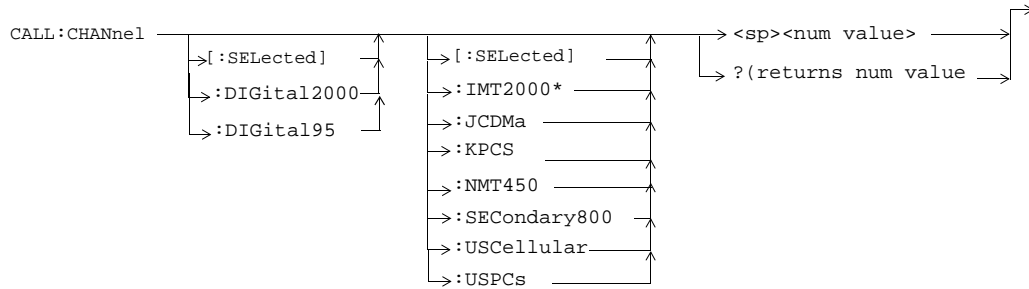 CALL:CHANnel
[:SELected]
:DIGital2000
:DIGital95
[:SELected]
:IMT2000*
:JCDMa
:KPCS
:NMT450
:SECondary800
:USCellular
:USPCs
<sp><num value>
?(returns num value